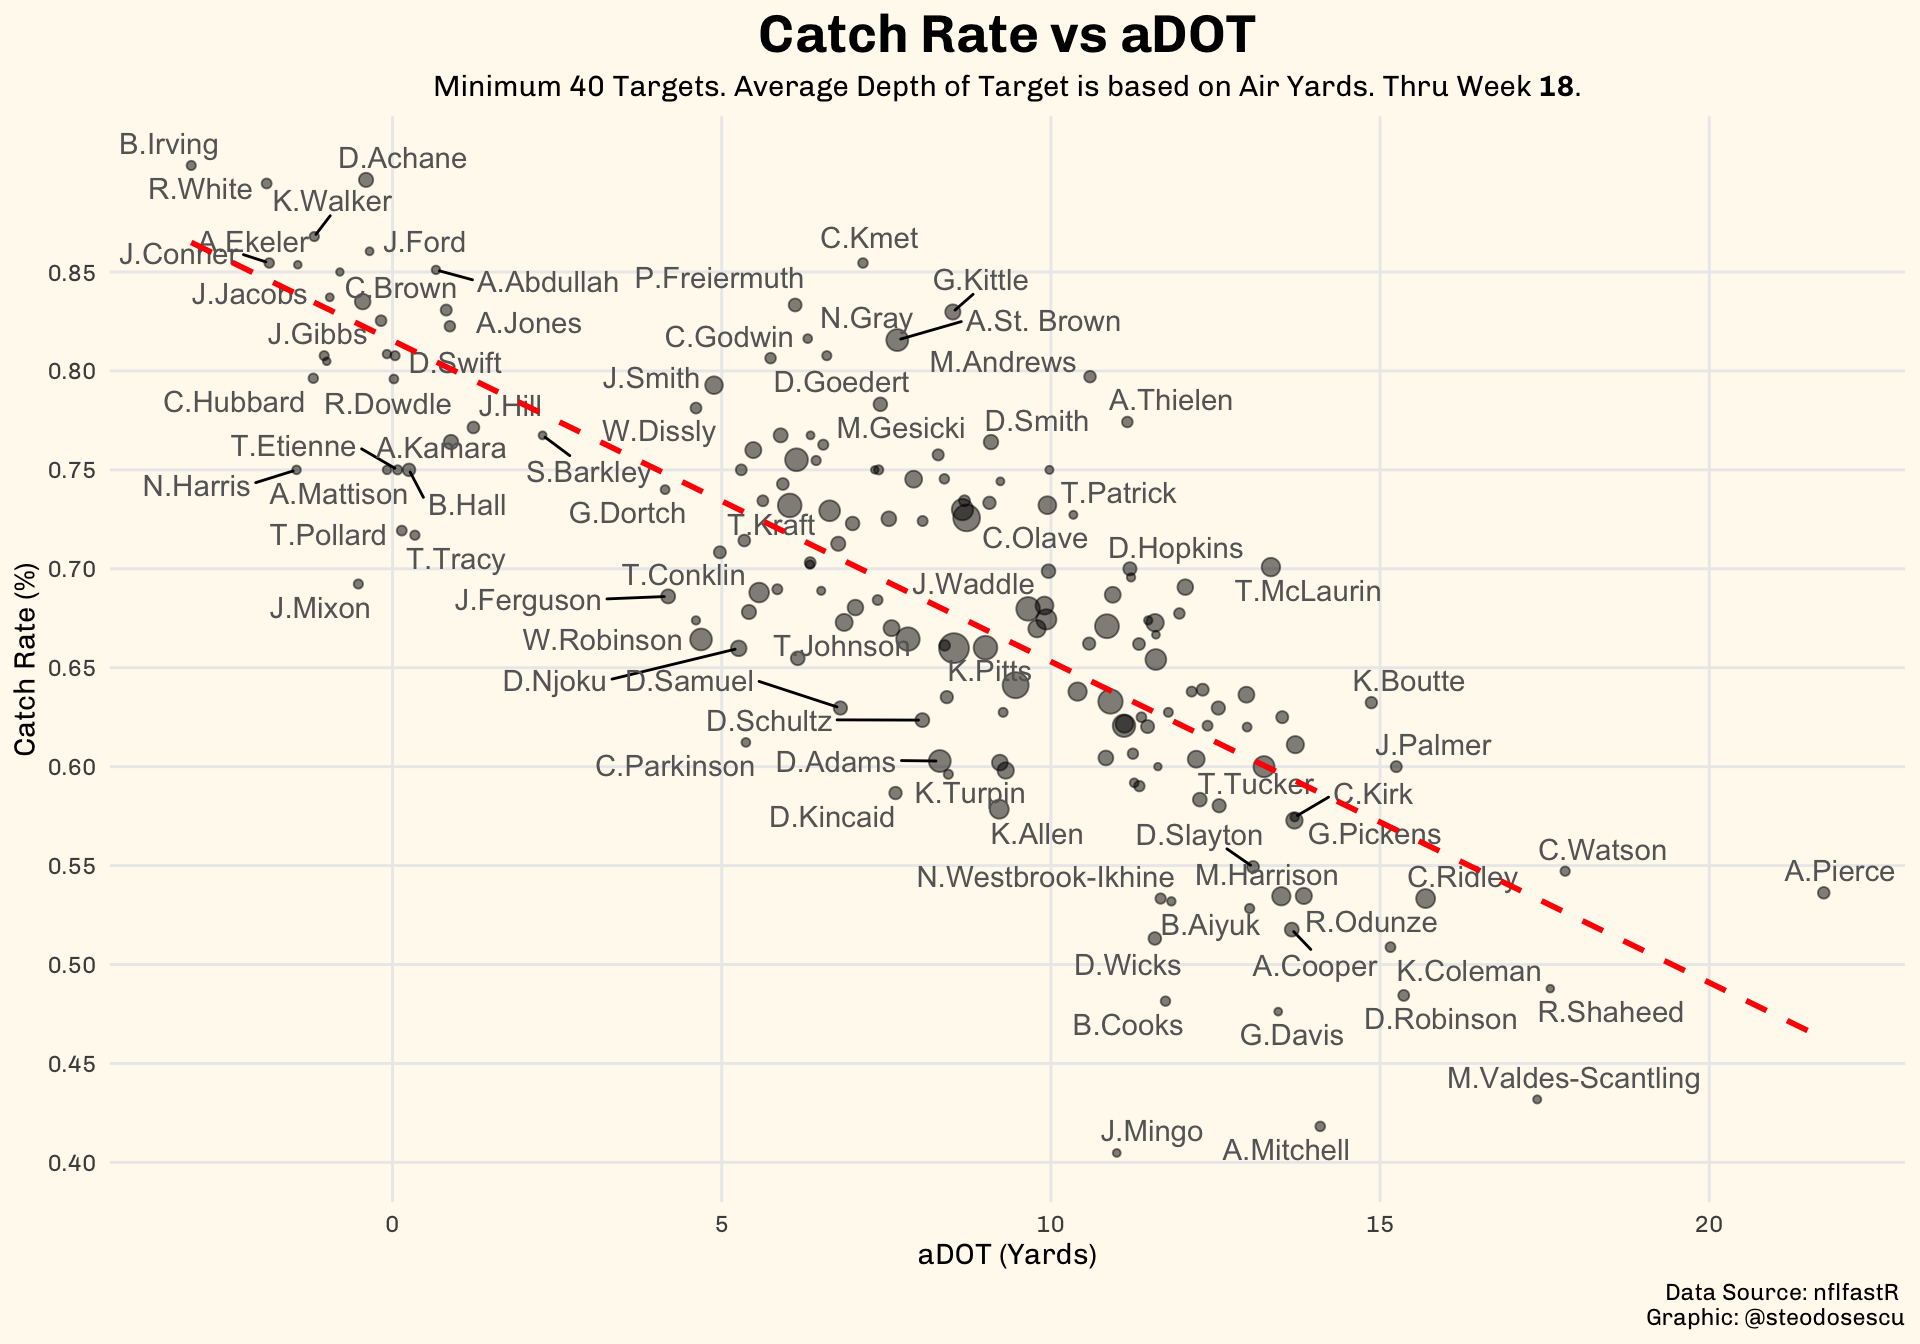 Catch Rate vs aDOT
Minimum 40 Targets. Average Depth of Target is based on Air Yards. Thru Week 18.
B.Irving
D.Achane
R.White
K.Walker
A.Ekeler
J.Ford
J.Conner
C.Kmet
A.Abdullah
P.Freiermuth
G.Kittle
J.Jacobs
C.Brown
N.Gray
A.St. Brown
J.Gibbs
A.Jones
C.Godwin
D.Swift
M.Andrews
J.Smith
D.Goedert
C.Hubbard
R.Dowdle
J.Hill
A.Thielen
W.Dissly
M.Gesicki
D.Smith
T.Etienne
A.Kamara
S.Barkley
N.Harris
A.Mattison
B.Hall
G.Dortch
T.Patrick
T.Kraft
T.Pollard
C.Olave
T.Tracy
D.Hopkins
T.Conklin
J.Waddle
T.McLaurin
J.Mixon
J.Ferguson
W.Robinson
T.Johnson
K.Pitts
D.Njoku
D.Samuel
K.Boutte
D.Schultz
J.Palmer
C.Parkinson
D.Adams
K.Turpin
T.Tucker
C.Kirk
D.Kincaid
K.Allen
D.Slayton
G.Pickens
C.Watson
N.Westbrook-Ikhine
M.Harrison
C.Ridley
A.Pierce
B.Aiyuk
R.Odunze
D.Wicks
A.Cooper
K.Coleman
B.Cooks
G.Davis
D.Robinson
R.Shaheed
M.Valdes-Scantling
J.Mingo
A.Mitchell
0.85
0.80
0.75
0.70
0.65
0.60
0.55
0.50
0.45
0.40
Catch Rate (%)
0 5 10 15 20
aDOT (Yards)
Data Source: nflfastR
Graphic: @steodosescu